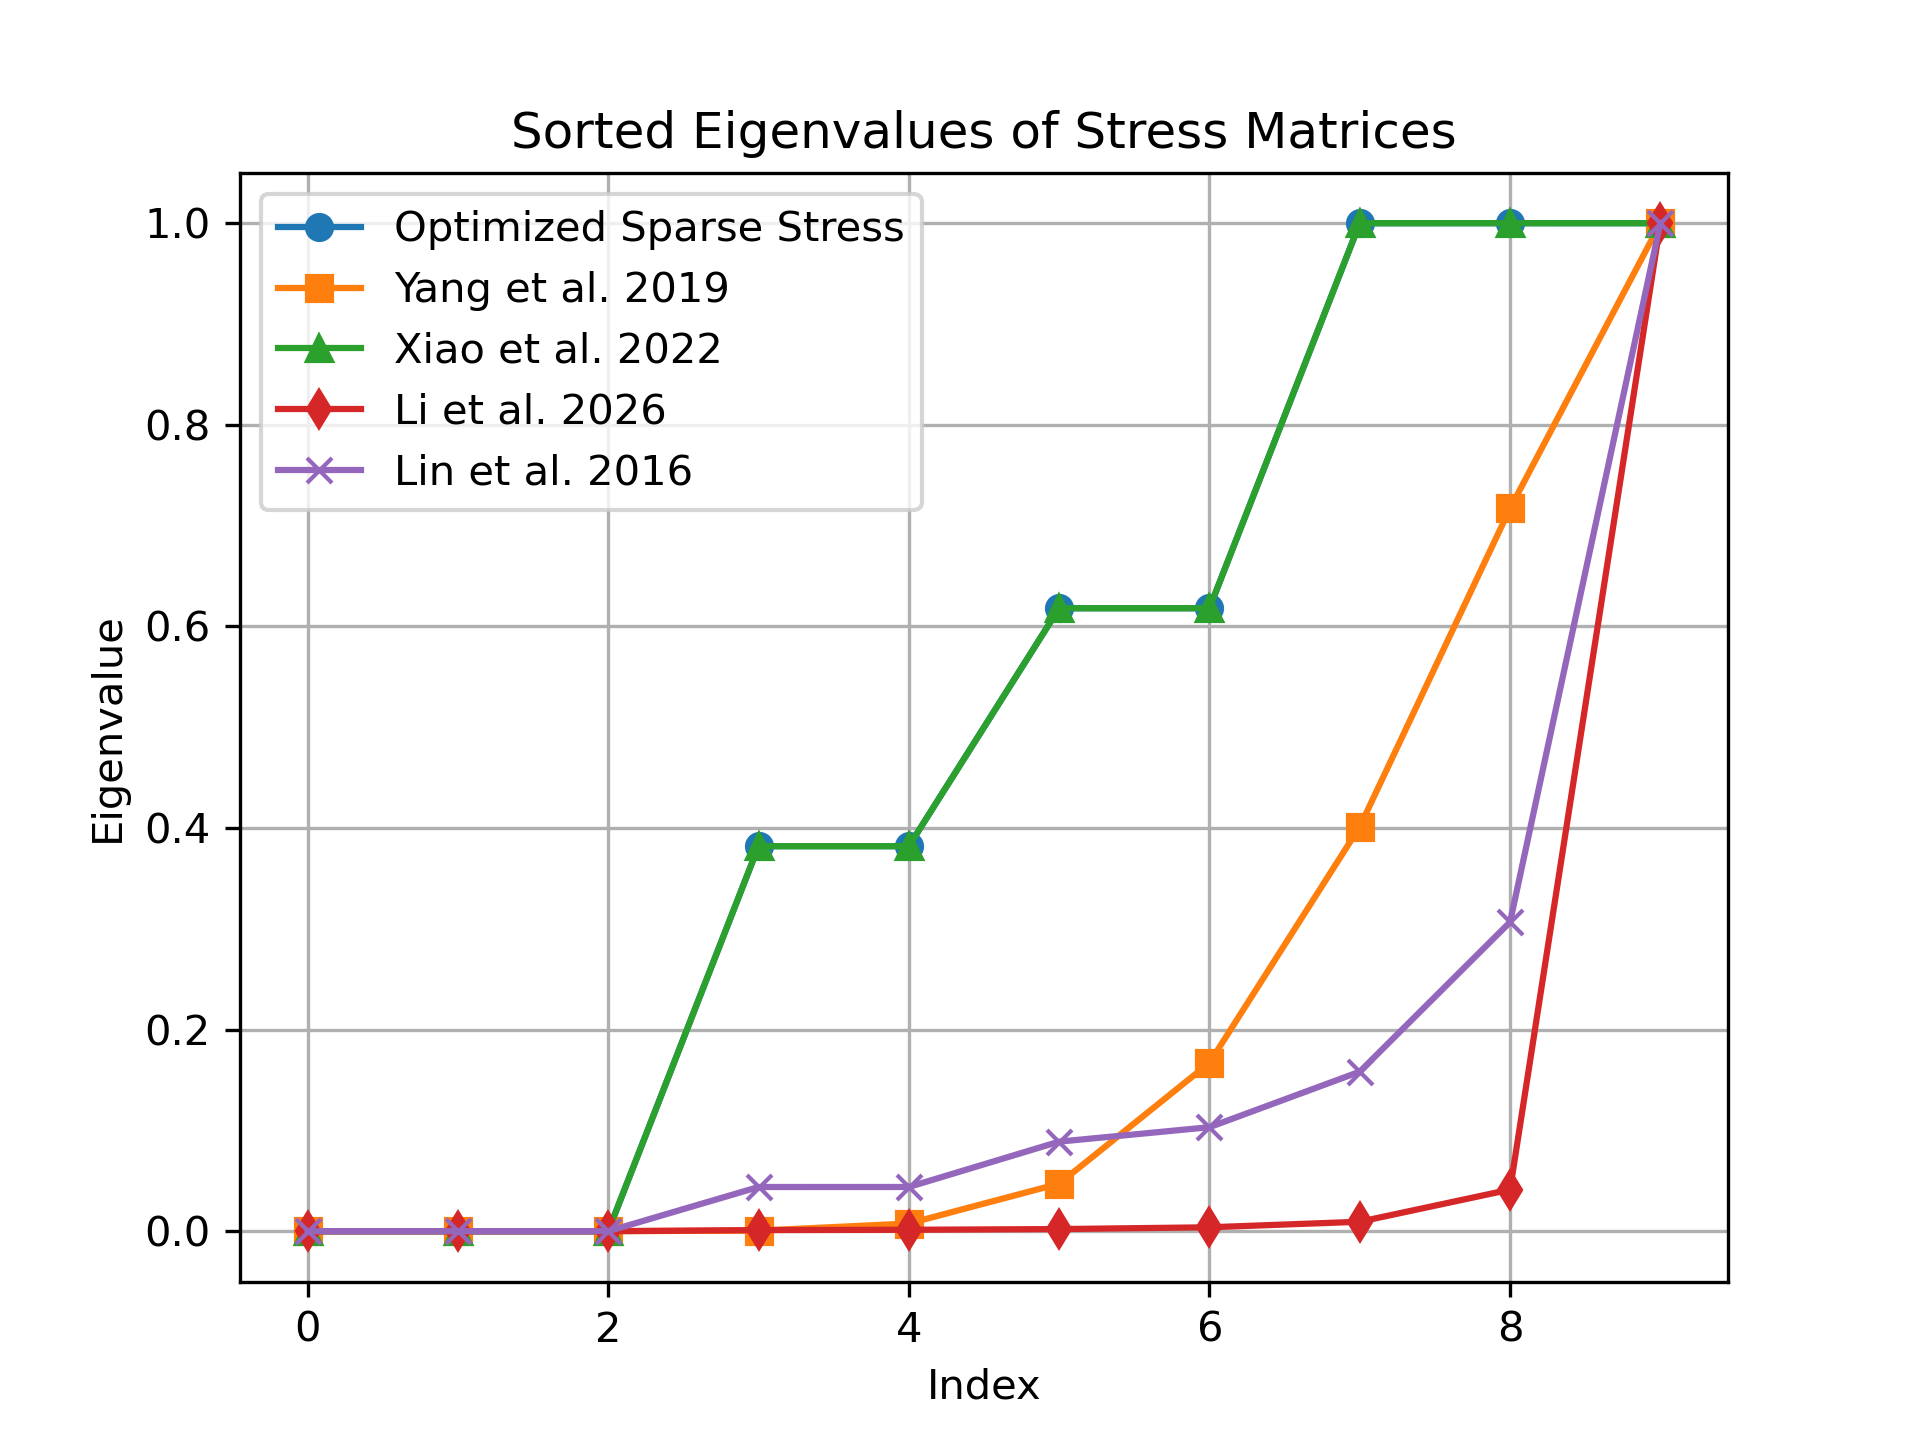 Sorted Eigenvalues of Stress Matrices
Optimized Sparse Stress
Yang et al. 2019
Xiao et al. 2022
Li et al. 2026
Lin et al. 2016
1.0
0.8
0.6
0.4
0.2
0.0
Eigenvalue
0 2 4 6 8
Index